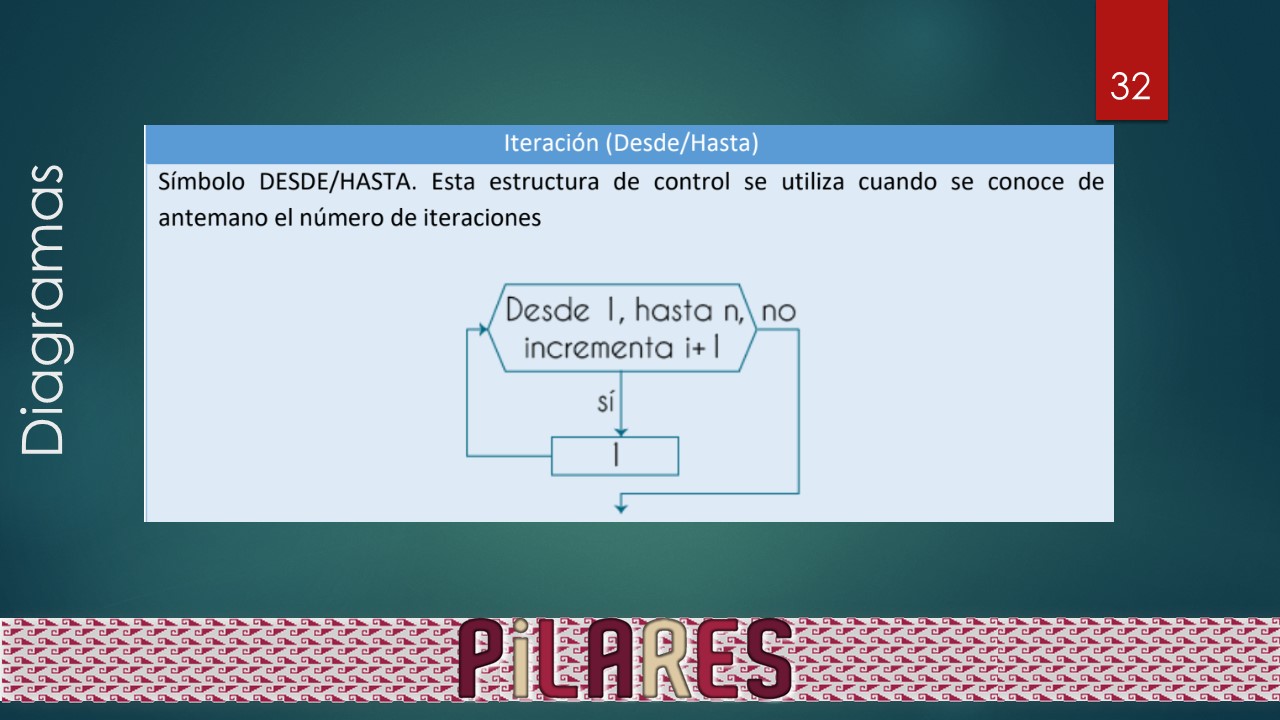 32
Diagramas
Iteración (Desde/Hasta)
Símbolo DESDE/HASTA. Esta estructura de control se utiliza cuando se conoce de
antemano el número de iteraciones
Desde 1, hasta n,
incrementa i+1
no
sí
1
PiLARES